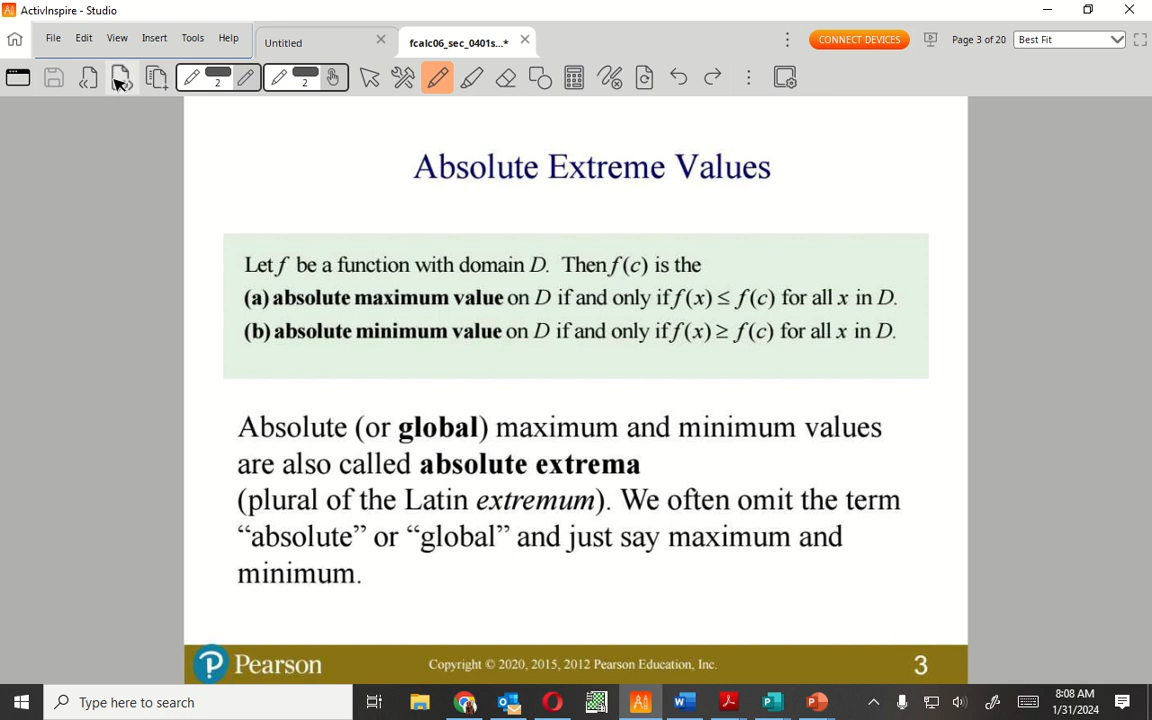 ActivInspire - Studio
File Edit View Insert Tools Help
Untitled
fcalc06_sec_0401s...*
CONNECT DEVICES
Page 3 of 20
Best Fit
2
2
Absolute Extreme Values
Let f be a function with domain D. Then f (c) is the
(a) absolute maximum value on D if and only if f (x) ≤ f (c) for all x in D.
(b) absolute minimum value on D if and only if f (x) ≥ f (c) for all x in D.
Absolute (or global) maximum and minimum values
are also called absolute extrema
(plural of the Latin extremum). We often omit the term
“absolute” or “global” and just say maximum and
minimum.
Pearson
Copyright © 2020, 2015, 2012 Pearson Education, Inc.
3
Type here to search
8:08 AM
1/31/2024